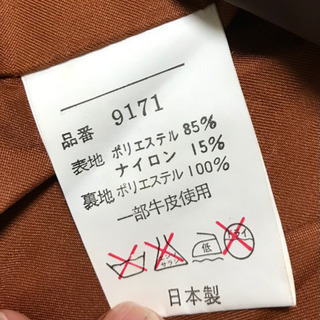 品番 9171
表地 ポリエステル 85%
ナイロン 15%
裏地 ポリエステル 100%
一部牛皮使用
低
日本製